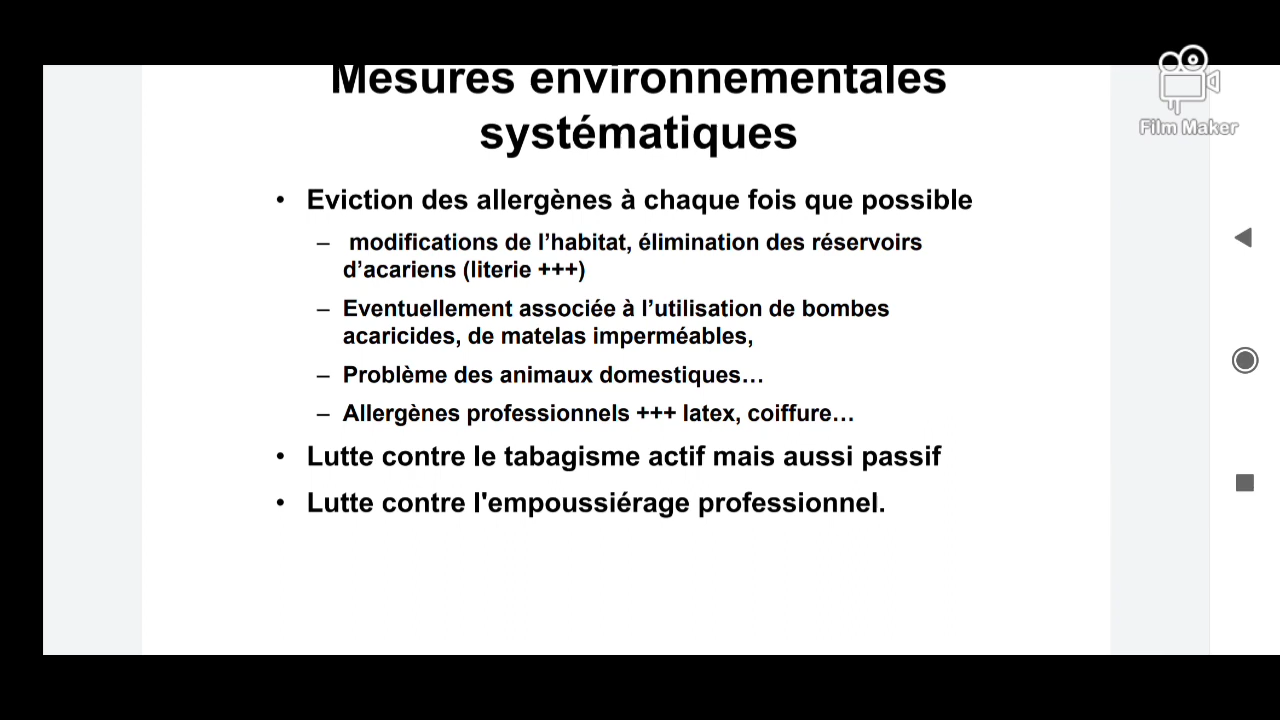 Mesures environnementales
systématiques
• Eviction des allergènes à chaque fois que possible
– modifications de l’habitat, élimination des réservoirs
d’acariens (literie +++)
– Eventuellement associée à l’utilisation de bombes
acaricides, de matelas imperméables,
– Problème des animaux domestiques…
– Allergènes professionnels +++ latex, coiffure…
• Lutte contre le tabagisme actif mais aussi passif
• Lutte contre l'empoussiérage professionnel.
Film Maker